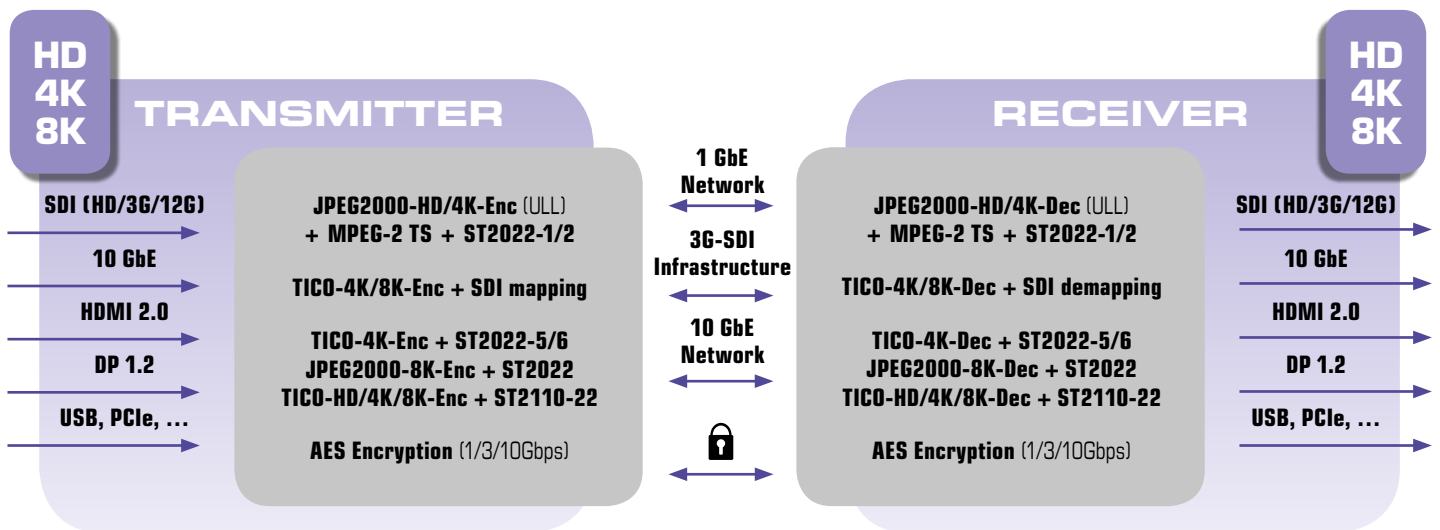 HD
4K
8K
TRANSMITTER
SDI (HD/3G/12G)
10 GbE
HDMI 2.0
DP 1.2
USB, PCIe, ...
JPEG2000-HD/4K-Enc (ULL)
+ MPEG-2 TS + ST2022-1/2
TICO-4K/8K-Enc + SDI mapping
TICO-4K-Enc + ST2022-5/6
JPEG2000-8K-Enc + ST2022
TICO-HD/4K/8K-Enc + ST2110-22
AES Encryption (1/3/10Gbps)
1 GbE
Network
3G-SDI
Infrastructure
10 GbE
Network
HD
4K
8K
RECEIVER
JPEG2000-HD/4K-Dec (ULL)
+ MPEG-2 TS + ST2022-1/2
TICO-4K/8K-Dec + SDI demapping
TICO-4K-Dec + ST2022-5/6
JPEG2000-8K-Dec + ST2022
TICO-HD/4K/8K-Dec + ST2110-22
AES Encryption (1/3/10Gbps)
SDI (HD/3G/12G)
10 GbE
HDMI 2.0
DP 1.2
USB, PCIe, ...